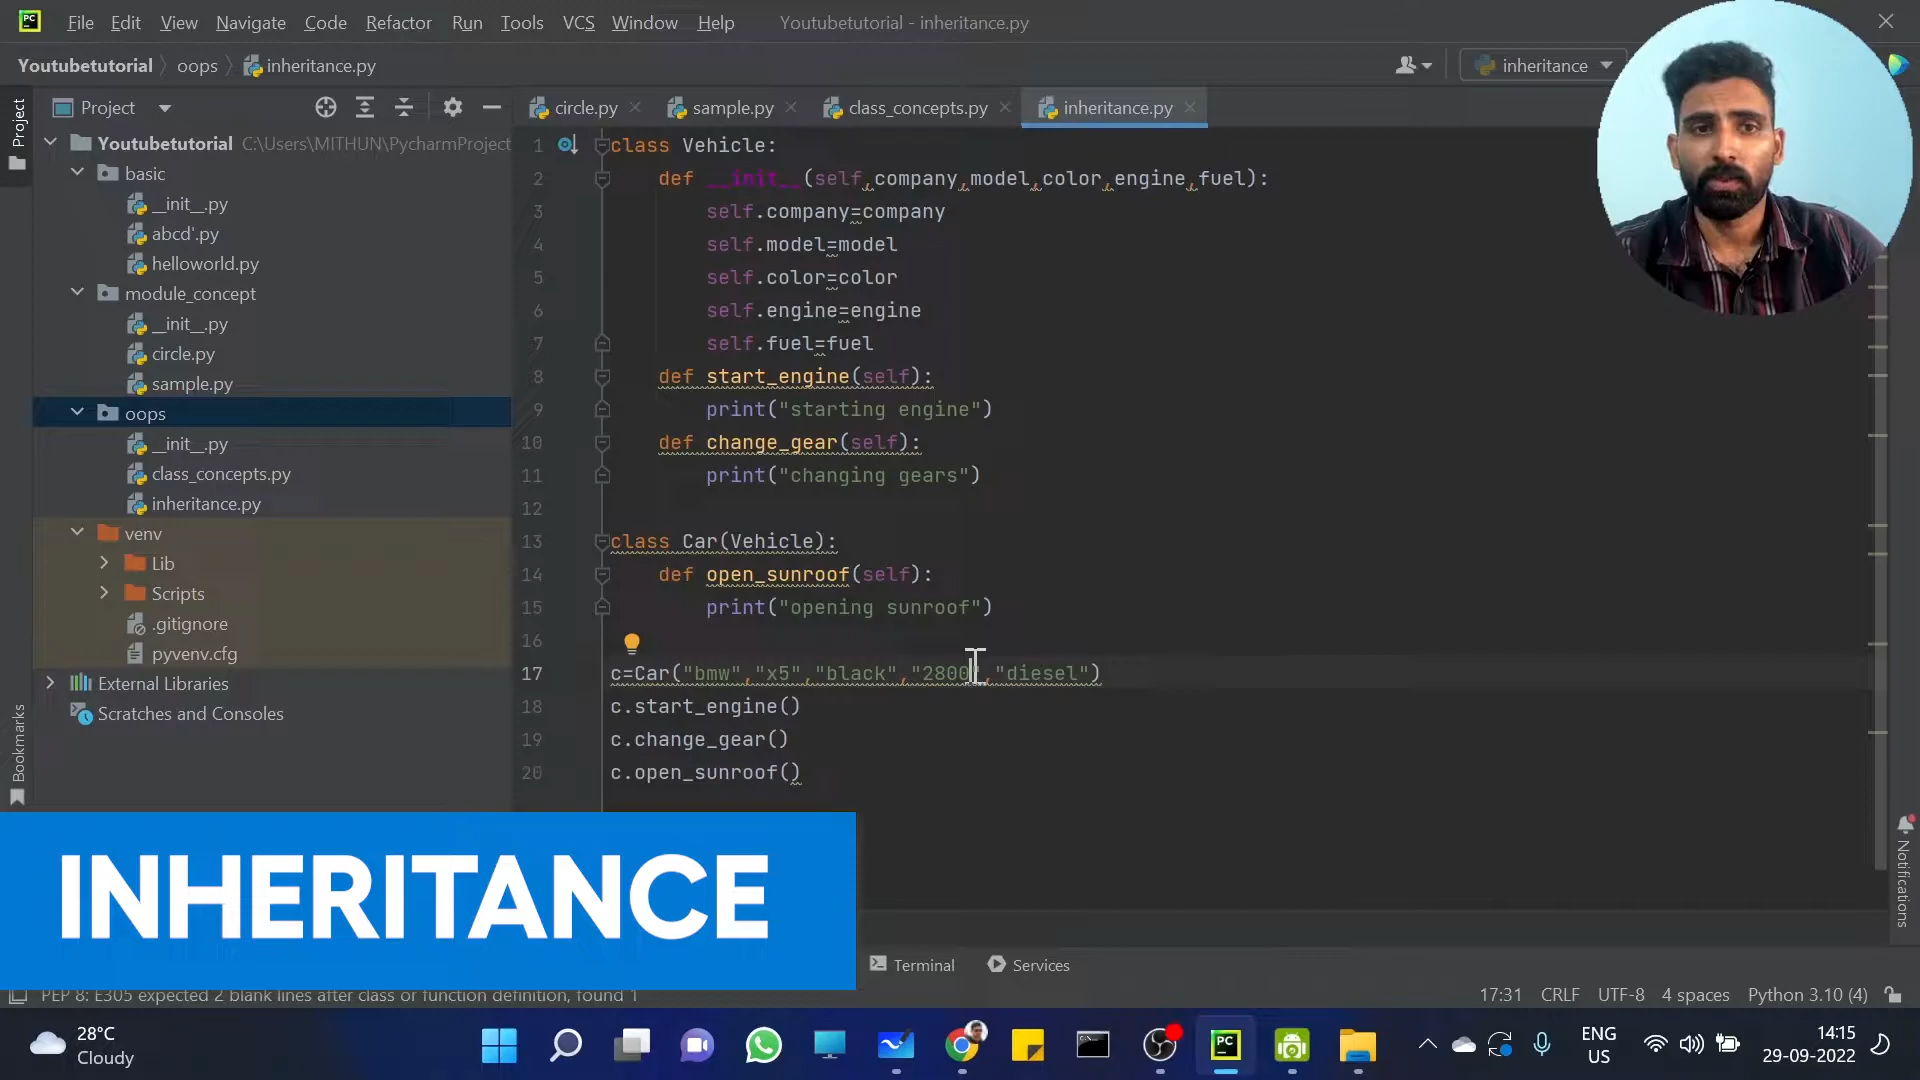 PC File Edit View Navigate Code Refactor Run Tools VCS Window Help Youtubetutorial - inheritance.py
Youtubetutorial oops inheritance.py inheritance
Project
Project
circle.py sample.py class_concepts.py inheritance.py
Youtubetutorial C:\Users\MITHUN\PycharmProject
basic
__init__.py
abcd'.py
helloworld.py
module_concept
__init__.py
circle.py
sample.py
oops
__init__.py
class_concepts.py
inheritance.py
venv
Lib
Scripts
.gitignore
pyvenv.cfg
External Libraries
Scratches and Consoles
Bookmarks
1 class Vehicle:
2 def __init__(self,company,model,color,engine,fuel):
3 self.company=company
4 self.model=model
5 self.color=color
6 self.engine=engine
7 self.fuel=fuel
8 def start_engine(self):
9 print("starting engine")
10 def change_gear(self):
11 print("changing gears")
12
13 class Car(Vehicle):
14 def open_sunroof(self):
15 print("opening sunroof")
16
17 c=Car("bmw","x5","black","2800","diesel")
18 c.start_engine()
19 c.change_gear()
20 c.open_sunroof()
Notifications
INHERITANCE
Terminal Services
PEP 8: E305 expected 2 blank lines after class or function definition, found 1
17:31 CRLF UTF-8 4 spaces Python 3.10 (4)
28°C
Cloudy
PC
ENG
US
14:15
29-09-2022